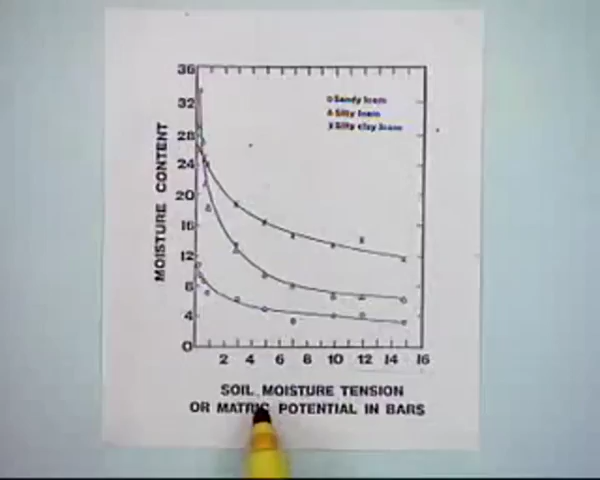 36
32
28
24
20
16
12
8
4
0
MOISTURE CONTENT
o Sandy loam
Δ Silty loam
x Silty clay loam
2 4 6 8 10 12 14 16
SOIL MOISTURE TENSION
OR MATRIC POTENTIAL IN BARS